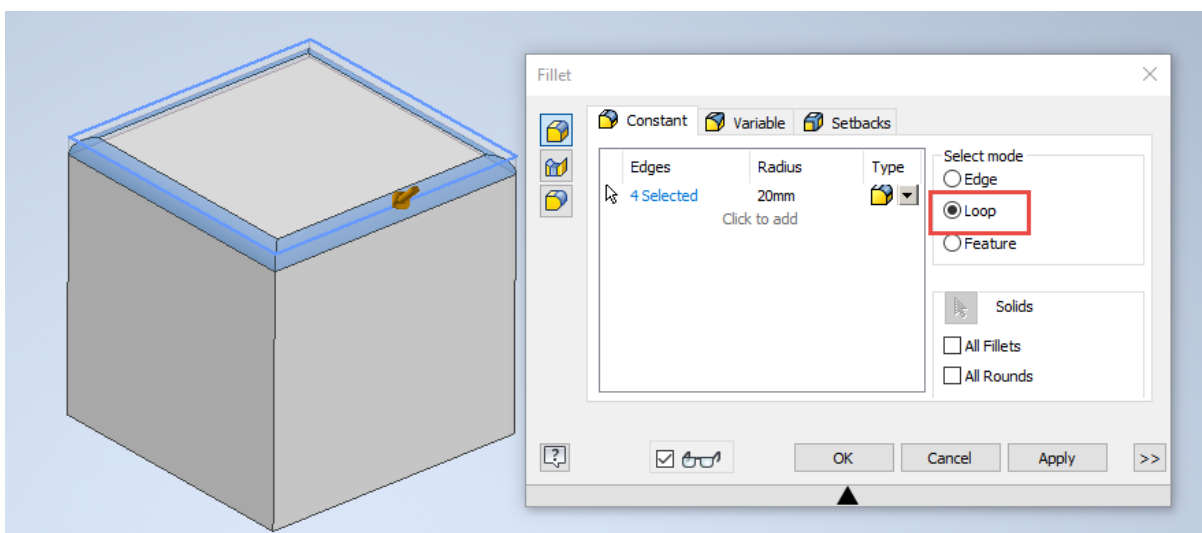 Fillet
Constant Variable Setbacks
Edges Radius Type
4 Selected 20mm
Click to add
Select mode
Edge
Loop
Feature
Solids
All Fillets
All Rounds
?
OK Cancel Apply >>